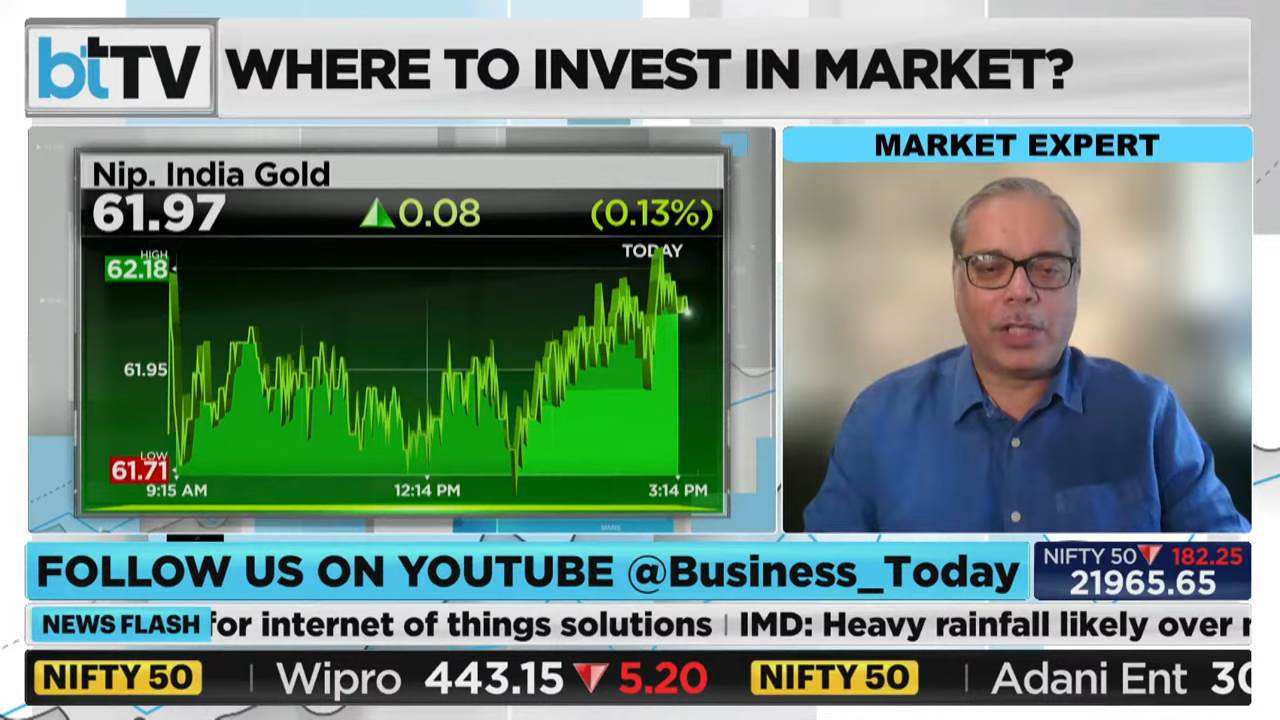 btTV
WHERE TO INVEST IN MARKET?
MARKET EXPERT
Nip. India Gold
61.97
0.08
(0.13%)
TODAY
HIGH
62.18
61.95
LOW
61.71
9:15 AM
12:14 PM
3:14 PM
FOLLOW US ON YOUTUBE @Business_Today
NIFTY 50 182.25
21965.65
NEWS FLASH for internet of things solutions | IMD: Heavy rainfall likely over
NIFTY 50 | Wipro 443.15 5.20 NIFTY 50 | Adani Ent 30